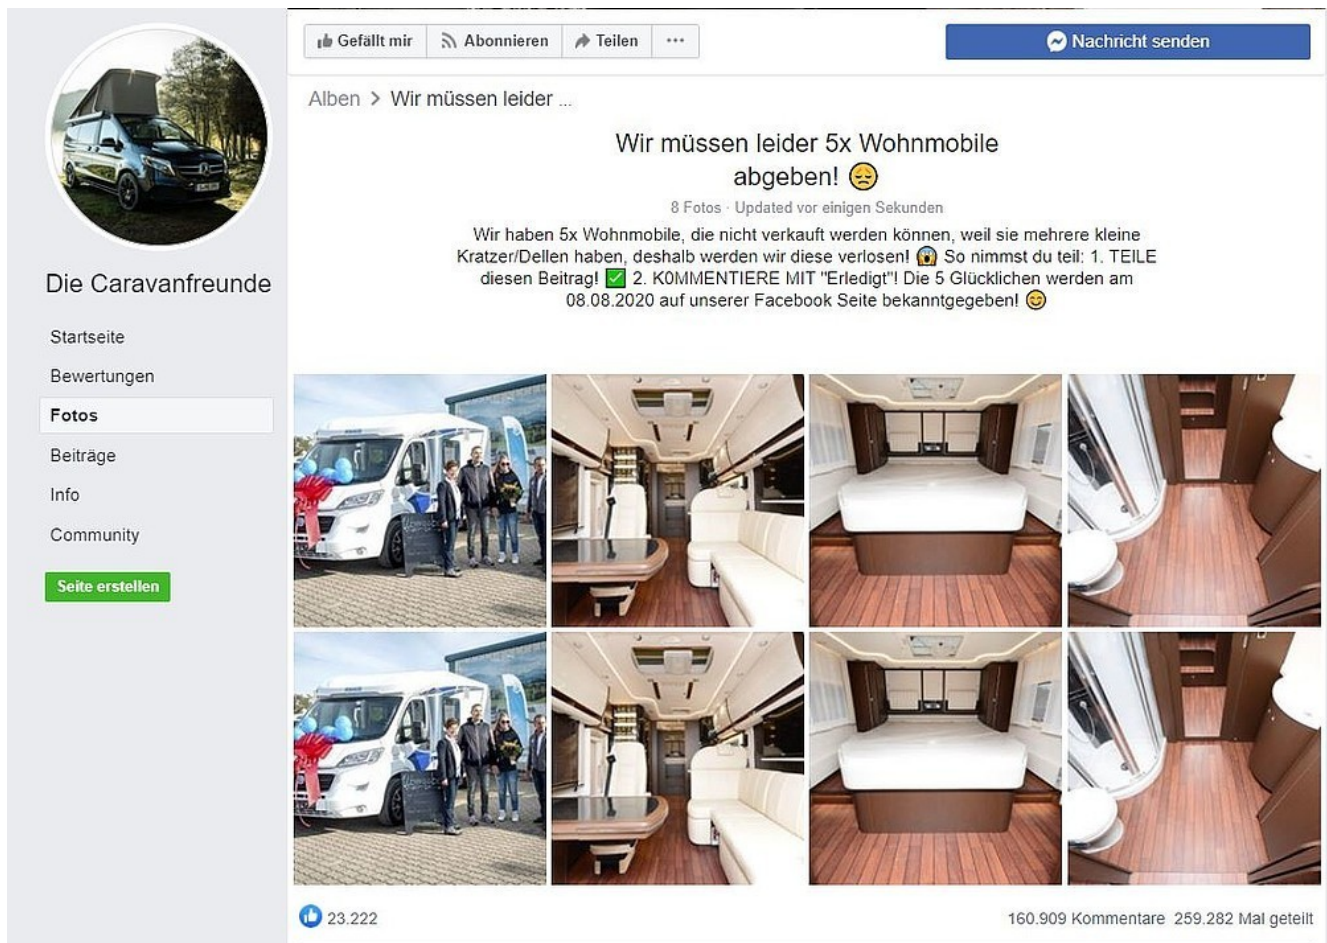 Gefällt mir
Abonnieren
Teilen
Nachricht senden
Alben > Wir müssen leider ...
Wir müssen leider 5x Wohnmobile
abgeben! 😞
8 Fotos · Updated vor einigen Sekunden
Wir haben 5x Wohnmobile, die nicht verkauft werden können, weil sie mehrere kleine
Kratzer/Dellen haben, deshalb werden wir diese verlosen! 😱 So nimmst du teil: 1. TEILE
diesen Beitrag! ✅ 2. K0MMENTIERE MIT "Erledigt"! Die 5 Glücklichen werden am
08.08.2020 auf unserer Facebook Seite bekanntgegeben! 😊
Die Caravanfreunde
Startseite
Bewertungen
Fotos
Beiträge
Info
Community
Seite erstellen
23.222
160.909 Kommentare 259.282 Mal geteilt